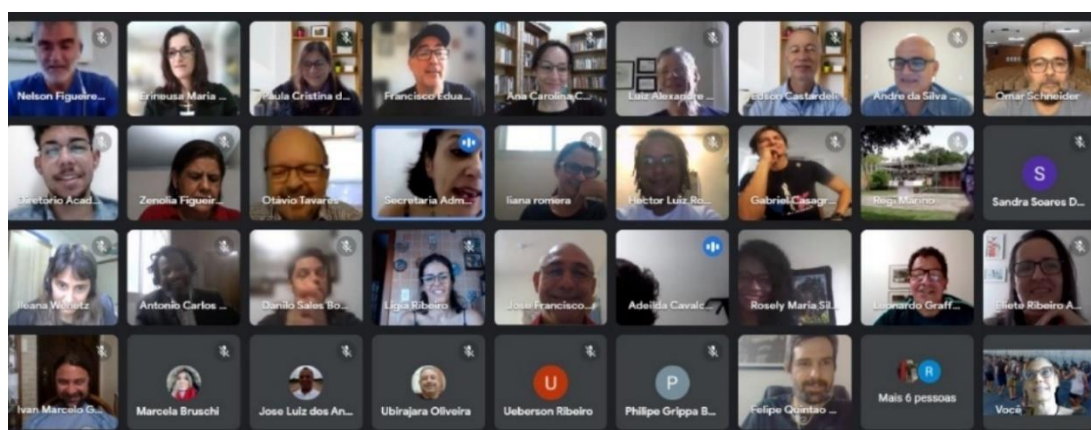 Nelson Figueire...
Erineusa Maria ...
Paula Cristina d...
Francisco Edua...
Ana Carolina C...
Luiz Alexandre ...
Edson Castardeli
Andre da Silva ...
Omar Schneider
Diretório Acad...
Zenolia Figueir...
Otávio Tavares
Secretaria Adm...
liana romera
Hector Luiz Ro...
Gabriel Casagr...
Regi Marino
S
Sandra Soares D...
Ileana Wenetz
Antonio Carlos ...
Danilo Sales Bo...
Ligia Ribeiro
Jose Francisco...
Adeilda Cavalc...
Rosely Maria Sil...
Leonardo Graff...
Eliete Ribeiro A...
Ivan Marcelo G...
Marcela Bruschi
Jose Luiz dos An...
Ubirajara Oliveira
U
Ueberson Ribeiro
P
Philipe Grippa B...
Felipe Quintao ...
R
Mais 6 pessoas
Você